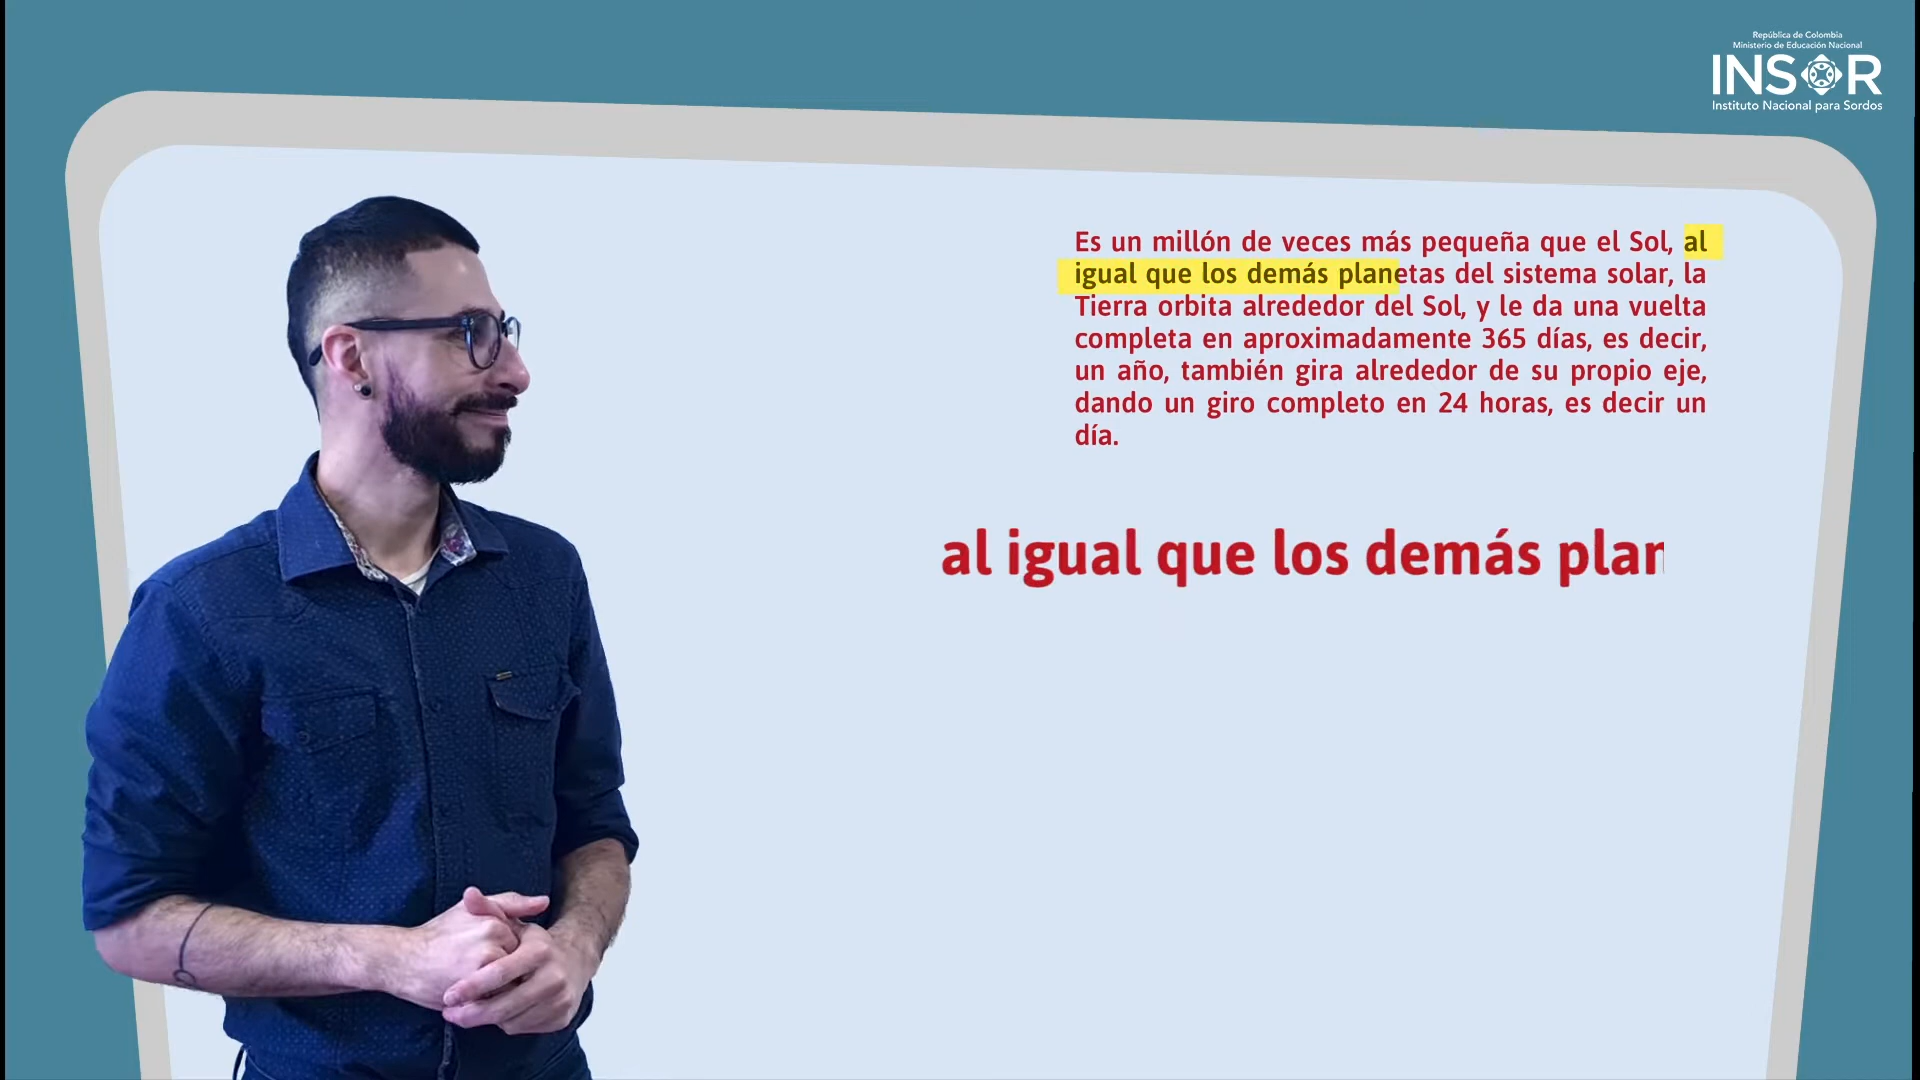 República de Colombia
Ministerio de Educación Nacional
INSOR
Instituto Nacional para Sordos
Es un millón de veces más pequeña que el Sol, al
igual que los demás planetas del sistema solar, la
Tierra orbita alrededor del Sol, y le da una vuelta
completa en aproximadamente 365 días, es decir,
un año, también gira alrededor de su propio eje,
dando un giro completo en 24 horas, es decir un
día.
al igual que los demás plan